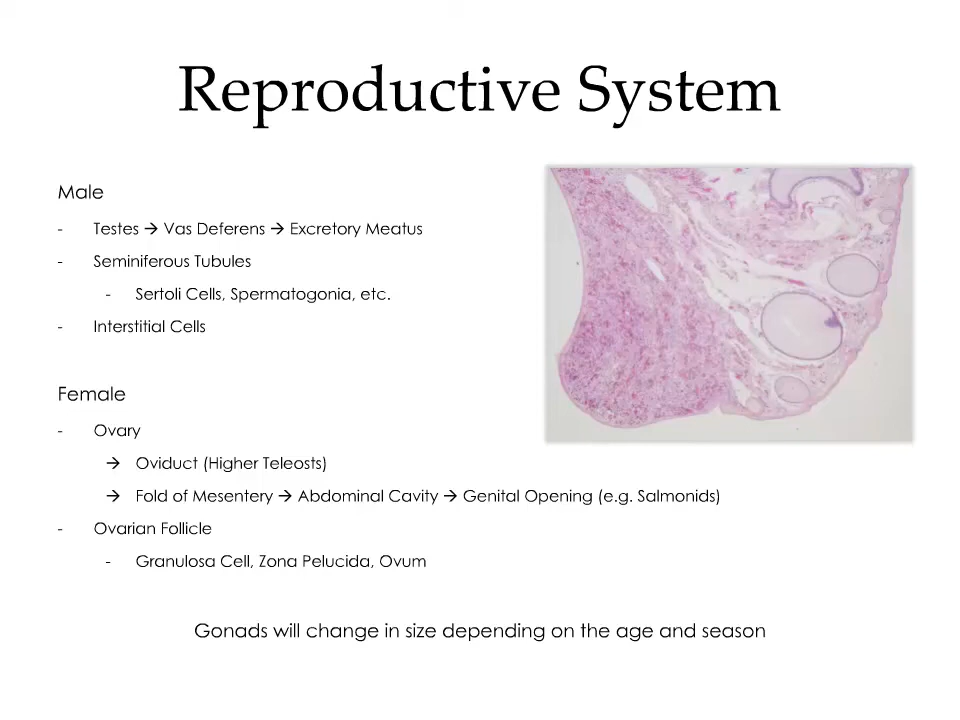 Reproductive System
Male
- Testes → Vas Deferens → Excretory Meatus
- Seminiferous Tubules
- Sertoli Cells, Spermatogonia, etc.
- Interstitial Cells
Female
- Ovary
→ Oviduct (Higher Teleosts)
→ Fold of Mesentery → Abdominal Cavity → Genital Opening (e.g. Salmonids)
- Ovarian Follicle
- Granulosa Cell, Zona Pelucida, Ovum
Gonads will change in size depending on the age and season